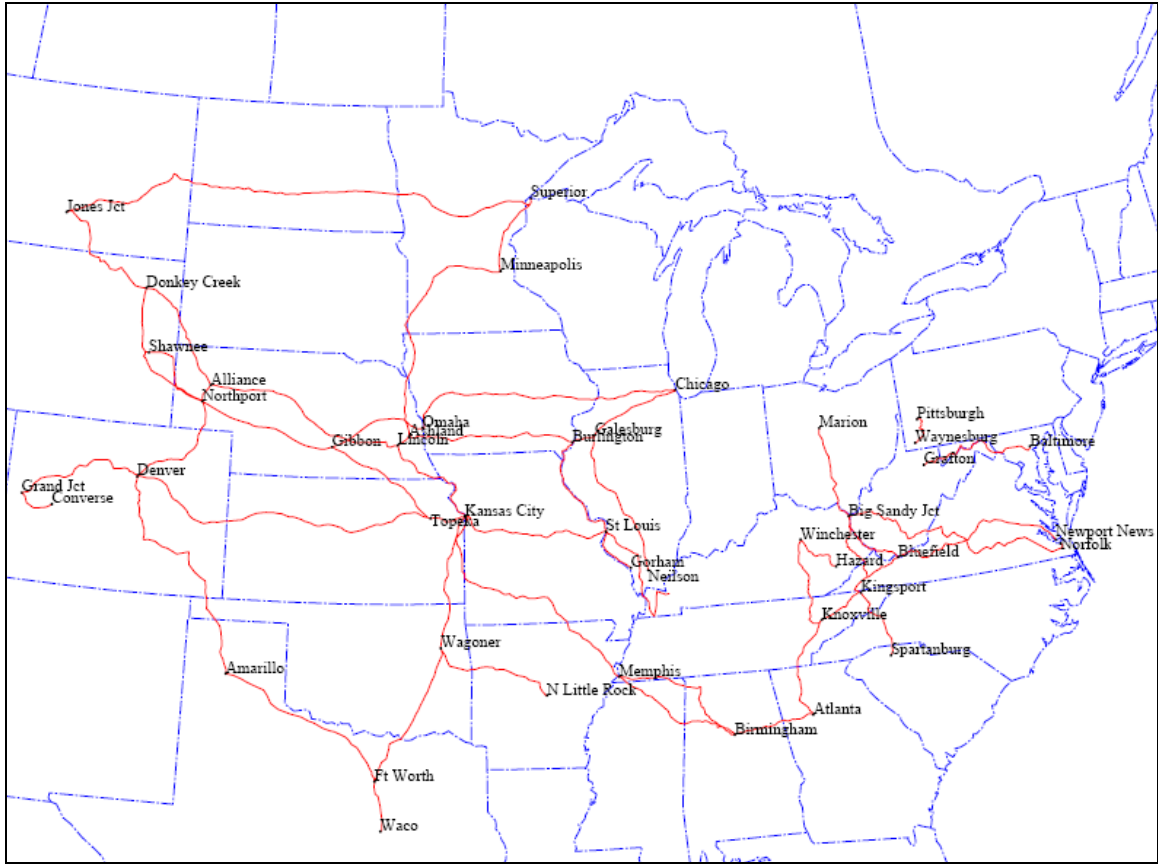 Superior
Jones Jct
Minneapolis
Donkey Creek
Shawnee
Alliance
Chicago
Northport
Pittsburgh
Omaha
Marion
Ashland
Galesburg
Gibbon
Lincoln
Burlington
Waynesburg
Baltimore
Grafton
Denver
Grand Jct
Converse
Kansas City
Big Sandy Jct
Topeka
St Louis
Newport News
Winchester
Norfolk
Bluefield
Gorham
Hazard
Neilson
Kingsport
Knoxville
Wagoner
Spartanburg
Amarillo
Memphis
N Little Rock
Atlanta
Birmingham
Ft Worth
Waco